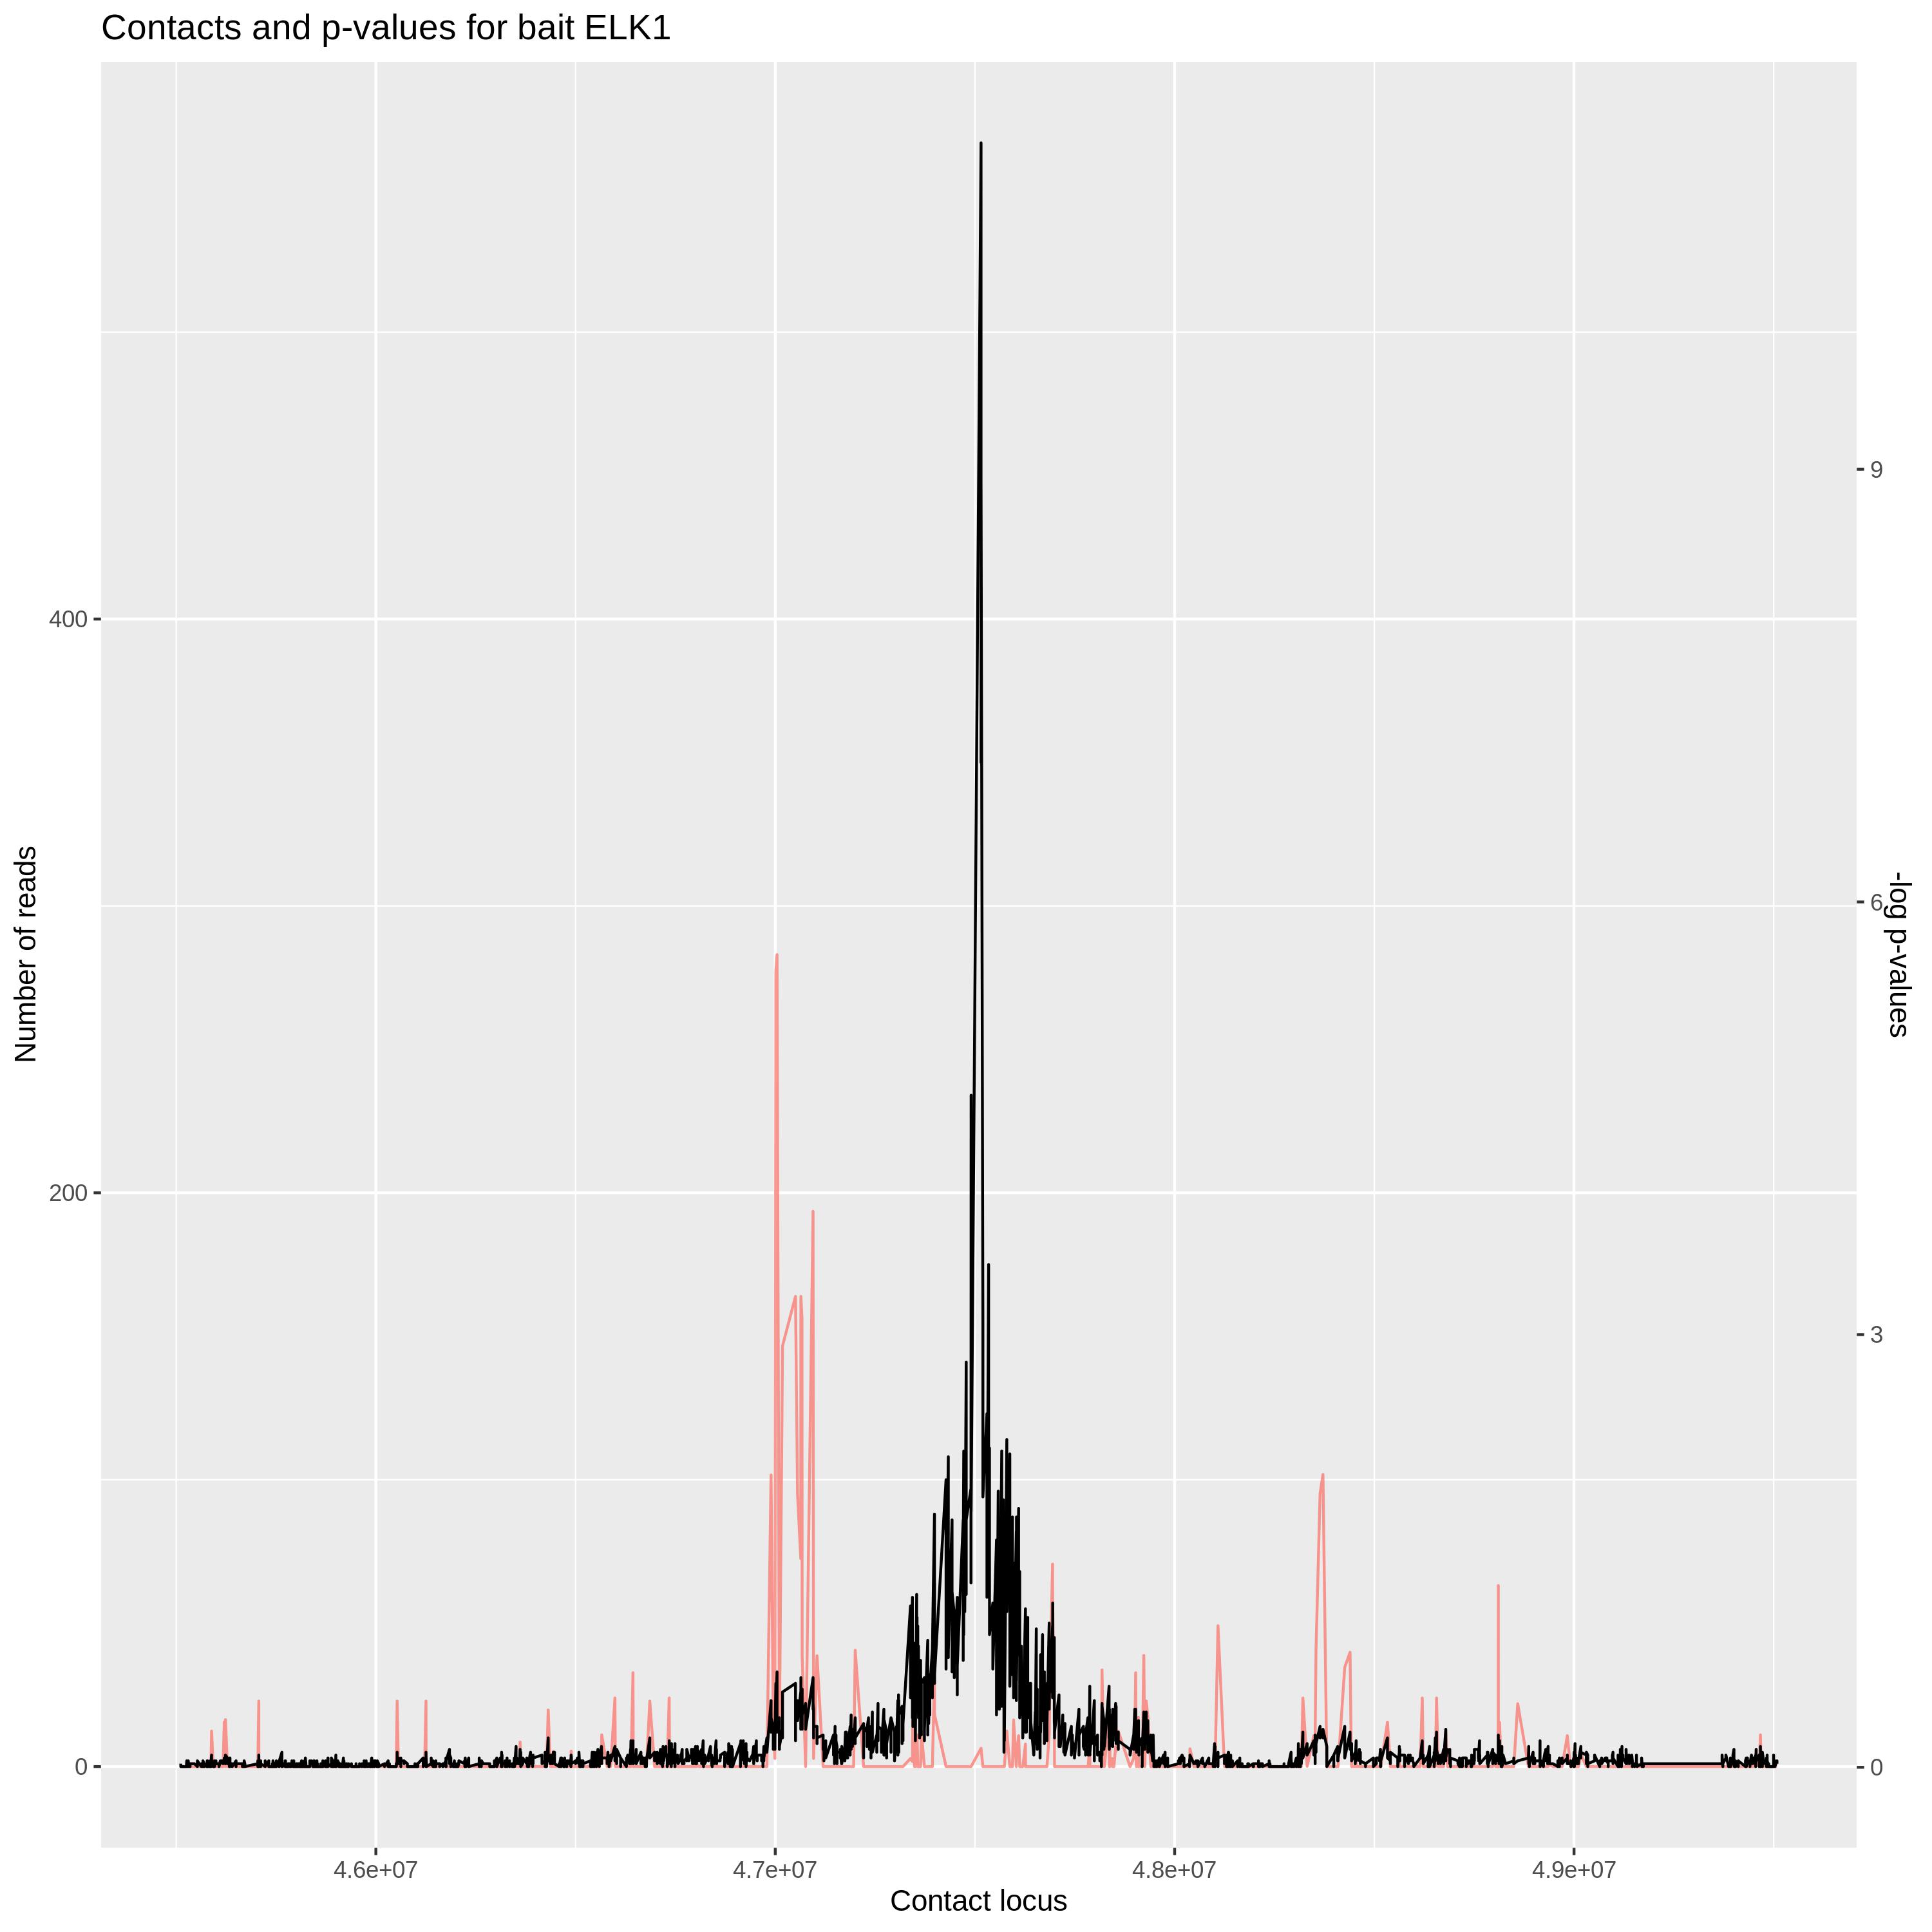 Contacts and p-values for bait ELK1
Number of reads
400
200
0
9
6
3
0
-log p-values
4.6e+07 4.7e+07 4.8e+07 4.9e+07
Contact locus